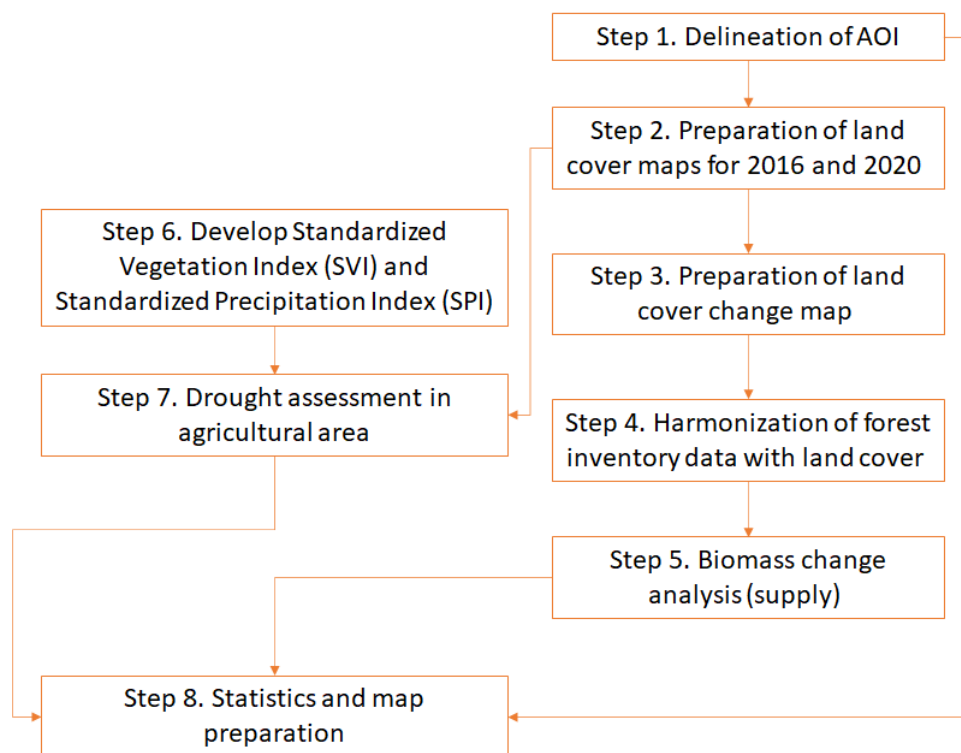 Step 1. Delineation of AOI
Step 2. Preparation of land
cover maps for 2016 and 2020
Step 6. Develop Standardized
Vegetation Index (SVI) and
Standardized Precipitation Index (SPI)
Step 3. Preparation of land
cover change map
Step 7. Drought assessment in
agricultural area
Step 4. Harmonization of forest
inventory data with land cover
Step 5. Biomass change
analysis (supply)
Step 8. Statistics and map
preparation